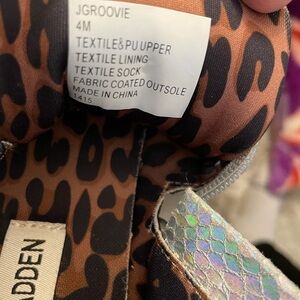 JGROOVIE
4M
TEXTILE&PU UPPER
TEXTILE LINING
TEXTILE SOCK
FABRIC COATED OUTSOLE
MADE IN CHINA
1415
ADDEN